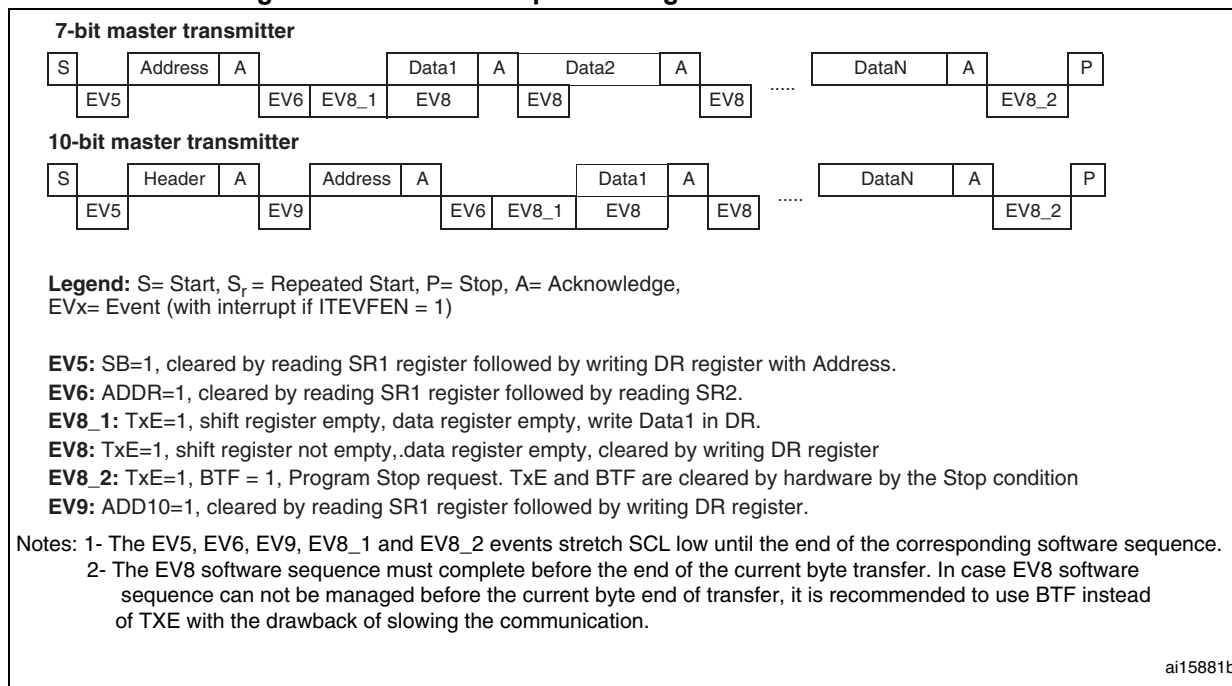 7-bit master transmitter
S Address A Data1 A Data2 A ..... DataN A P
EV5 EV6 EV8_1 EV8 EV8 EV8 EV8_2
10-bit master transmitter
S Header A Address A Data1 A ..... DataN A P
EV5 EV9 EV6 EV8_1 EV8 EV8 EV8_2
Legend: S= Start, Sr = Repeated Start, P= Stop, A= Acknowledge,
EVx= Event (with interrupt if ITEVFEN = 1)
EV5: SB=1, cleared by reading SR1 register followed by writing DR register with Address.
EV6: ADDR=1, cleared by reading SR1 register followed by reading SR2.
EV8_1: TxE=1, shift register empty, data register empty, write Data1 in DR.
EV8: TxE=1, shift register not empty,.data register empty, cleared by writing DR register
EV8_2: TxE=1, BTF = 1, Program Stop request. TxE and BTF are cleared by hardware by the Stop condition
EV9: ADD10=1, cleared by reading SR1 register followed by writing DR register.
Notes: 1- The EV5, EV6, EV9, EV8_1 and EV8_2 events stretch SCL low until the end of the corresponding software sequence.
2- The EV8 software sequence must complete before the end of the current byte transfer. In case EV8 software
sequence can not be managed before the current byte end of transfer, it is recommended to use BTF instead
of TXE with the drawback of slowing the communication.
ai15881b